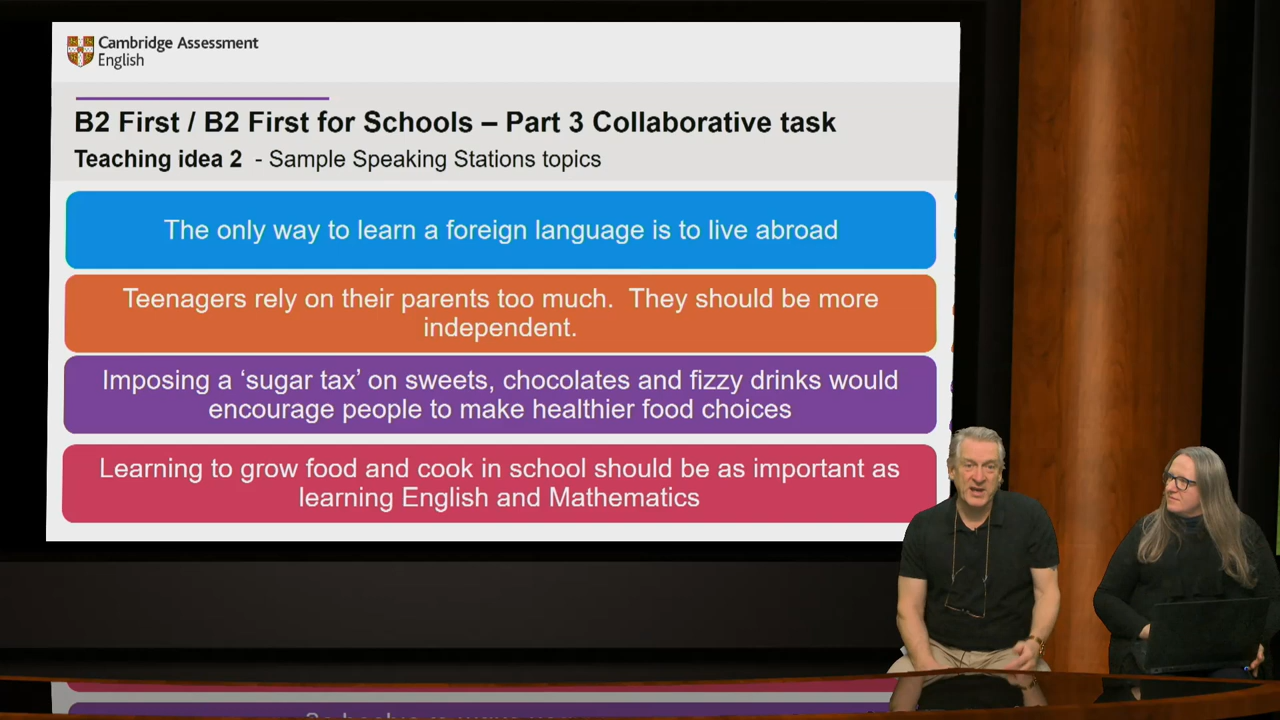 Cambridge Assessment
English
B2 First / B2 First for Schools – Part 3 Collaborative task
Teaching idea 2 - Sample Speaking Stations topics
The only way to learn a foreign language is to live abroad
Teenagers rely on their parents too much. They should be more
independent.
Imposing a ‘sugar tax’ on sweets, chocolates and fizzy drinks would
encourage people to make healthier food choices
Learning to grow food and cook in school should be as important as
learning English and Mathematics